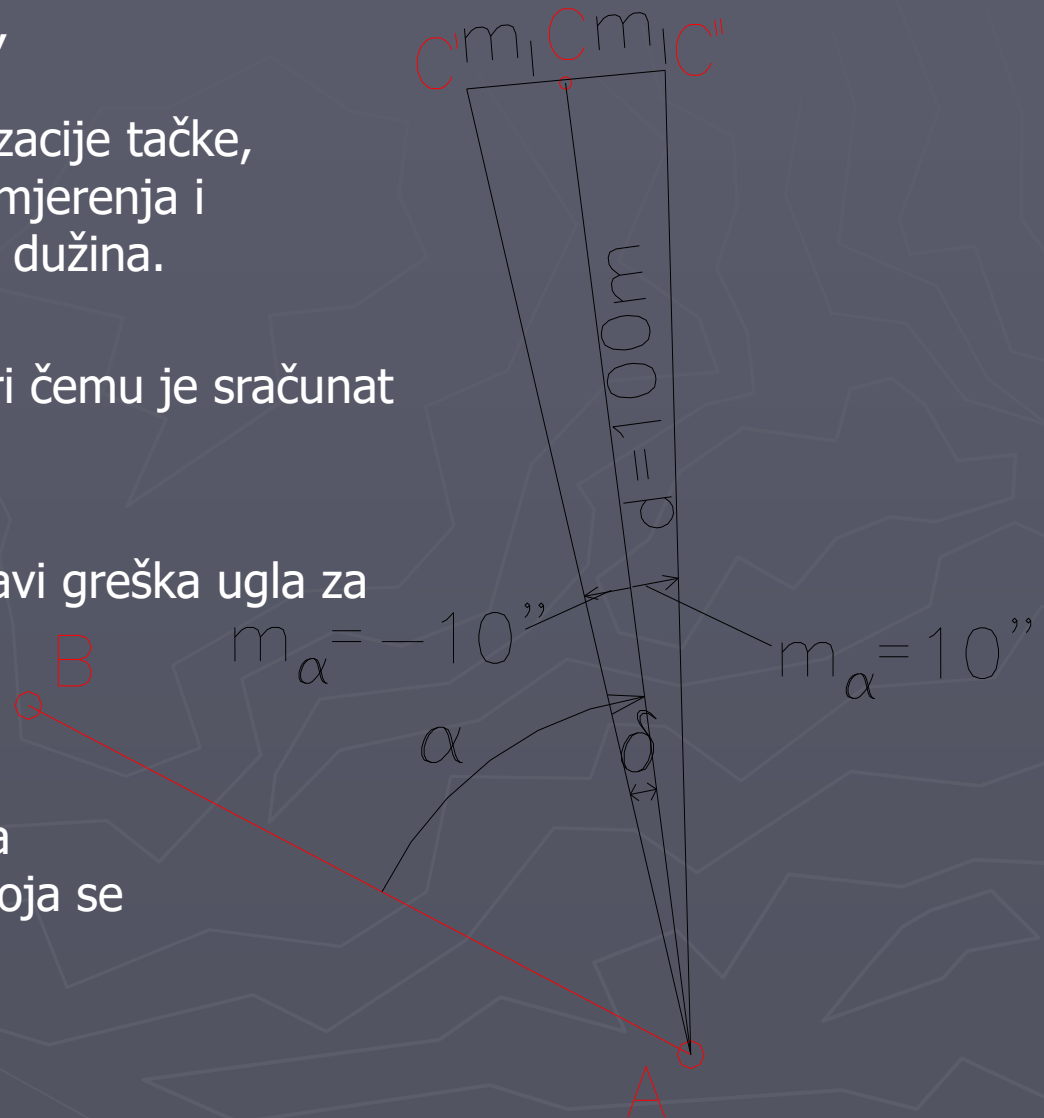 C' m, C m, C"
zacije tačke,
mjerenja i
dužina.
d=100m
ri čemu je sračunat
avi greška ugla za
mα=−10"
mα=10"
B
α
δ
a
oja se
A